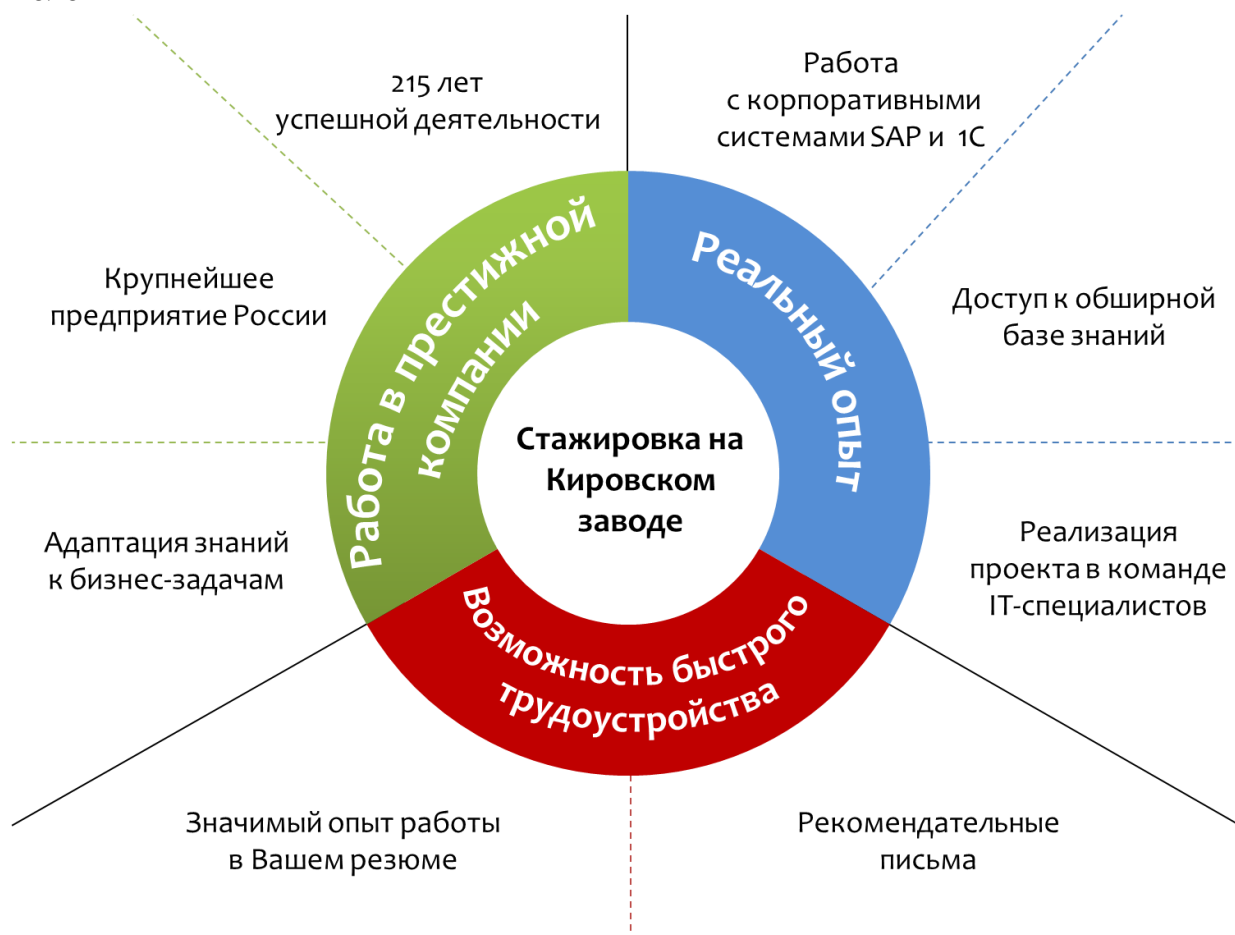 215 лет
успешной деятельности
Работа
с корпоративными
системами SAP и 1С
Крупнейшее
предприятие России
Работа в престижной
компании
Реальный опыт
Доступ к обширной
базе знаний
Стажировка на
Кировском
заводе
Адаптация знаний
к бизнес-задачам
Реализация
проекта в команде
IT-специалистов
Возможность быстрого
трудоустройства
Значимый опыт работы
в Вашем резюме
Рекомендательные
письма